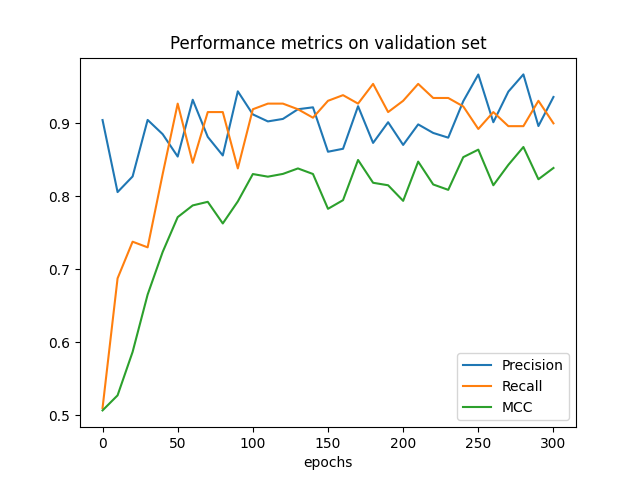 Performance metrics on validation set
0.9
0.8
0.7
0.6
0.5
Precision
Recall
MCC
0 50 100 150 200 250 300
epochs